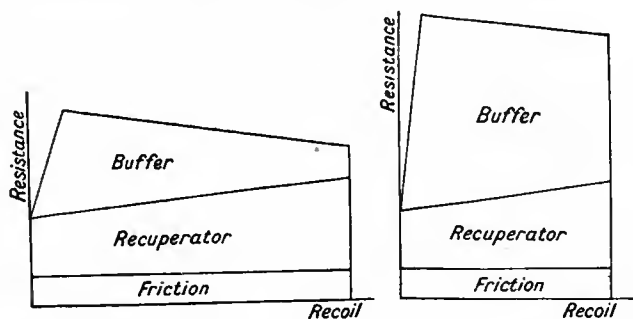 Resistance
Buffer
Recuperator
Friction
Recoil
Resistance
Buffer
Recuperator
Friction
Recoil